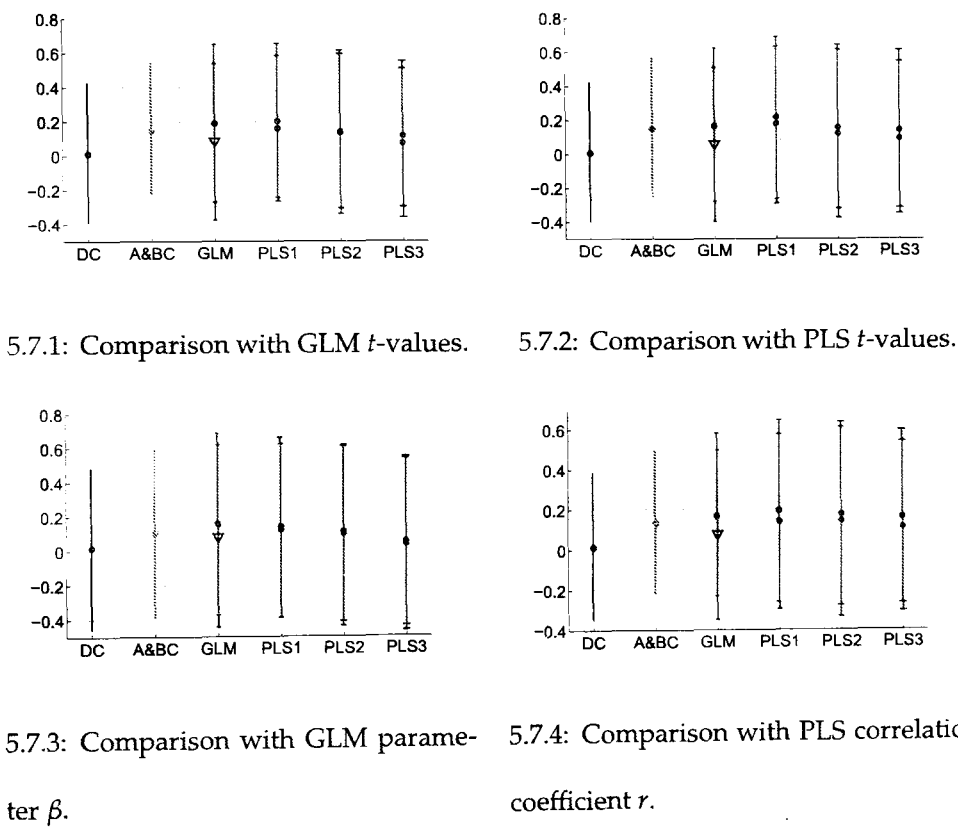 0.8
0.6
0.4
0.2
0
−0.2
−0.4
DC A&BC GLM PLS1 PLS2 PLS3
0.8
0.6
0.4
0.2
0
−0.2
−0.4
DC A&BC GLM PLS1 PLS2 PLS3
5.7.1: Comparison with GLM t-values.
5.7.2: Comparison with PLS t-values.
0.8
0.6
0.4
0.2
0
−0.2
−0.4
DC A&BC GLM PLS1 PLS2 PLS3
0.6
0.4
0.2
0
−0.2
−0.4
DC A&BC GLM PLS1 PLS2 PLS3
5.7.3: Comparison with GLM parame-
ter β.
5.7.4: Comparison with PLS correlatio
coefficient r.